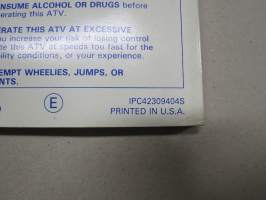 NSUME ALCOHOL OR DRUGS before
erating this ATV.
ERATE THIS ATV AT EXCESSIVE
u increase your risk of losing control
te this ATV at speeds too fast for the
bility conditions, or your experience.
EMPT WHEELIES, JUMPS, OR
NTS.
E
IPC42309404S
PRINTED IN U.S.A.